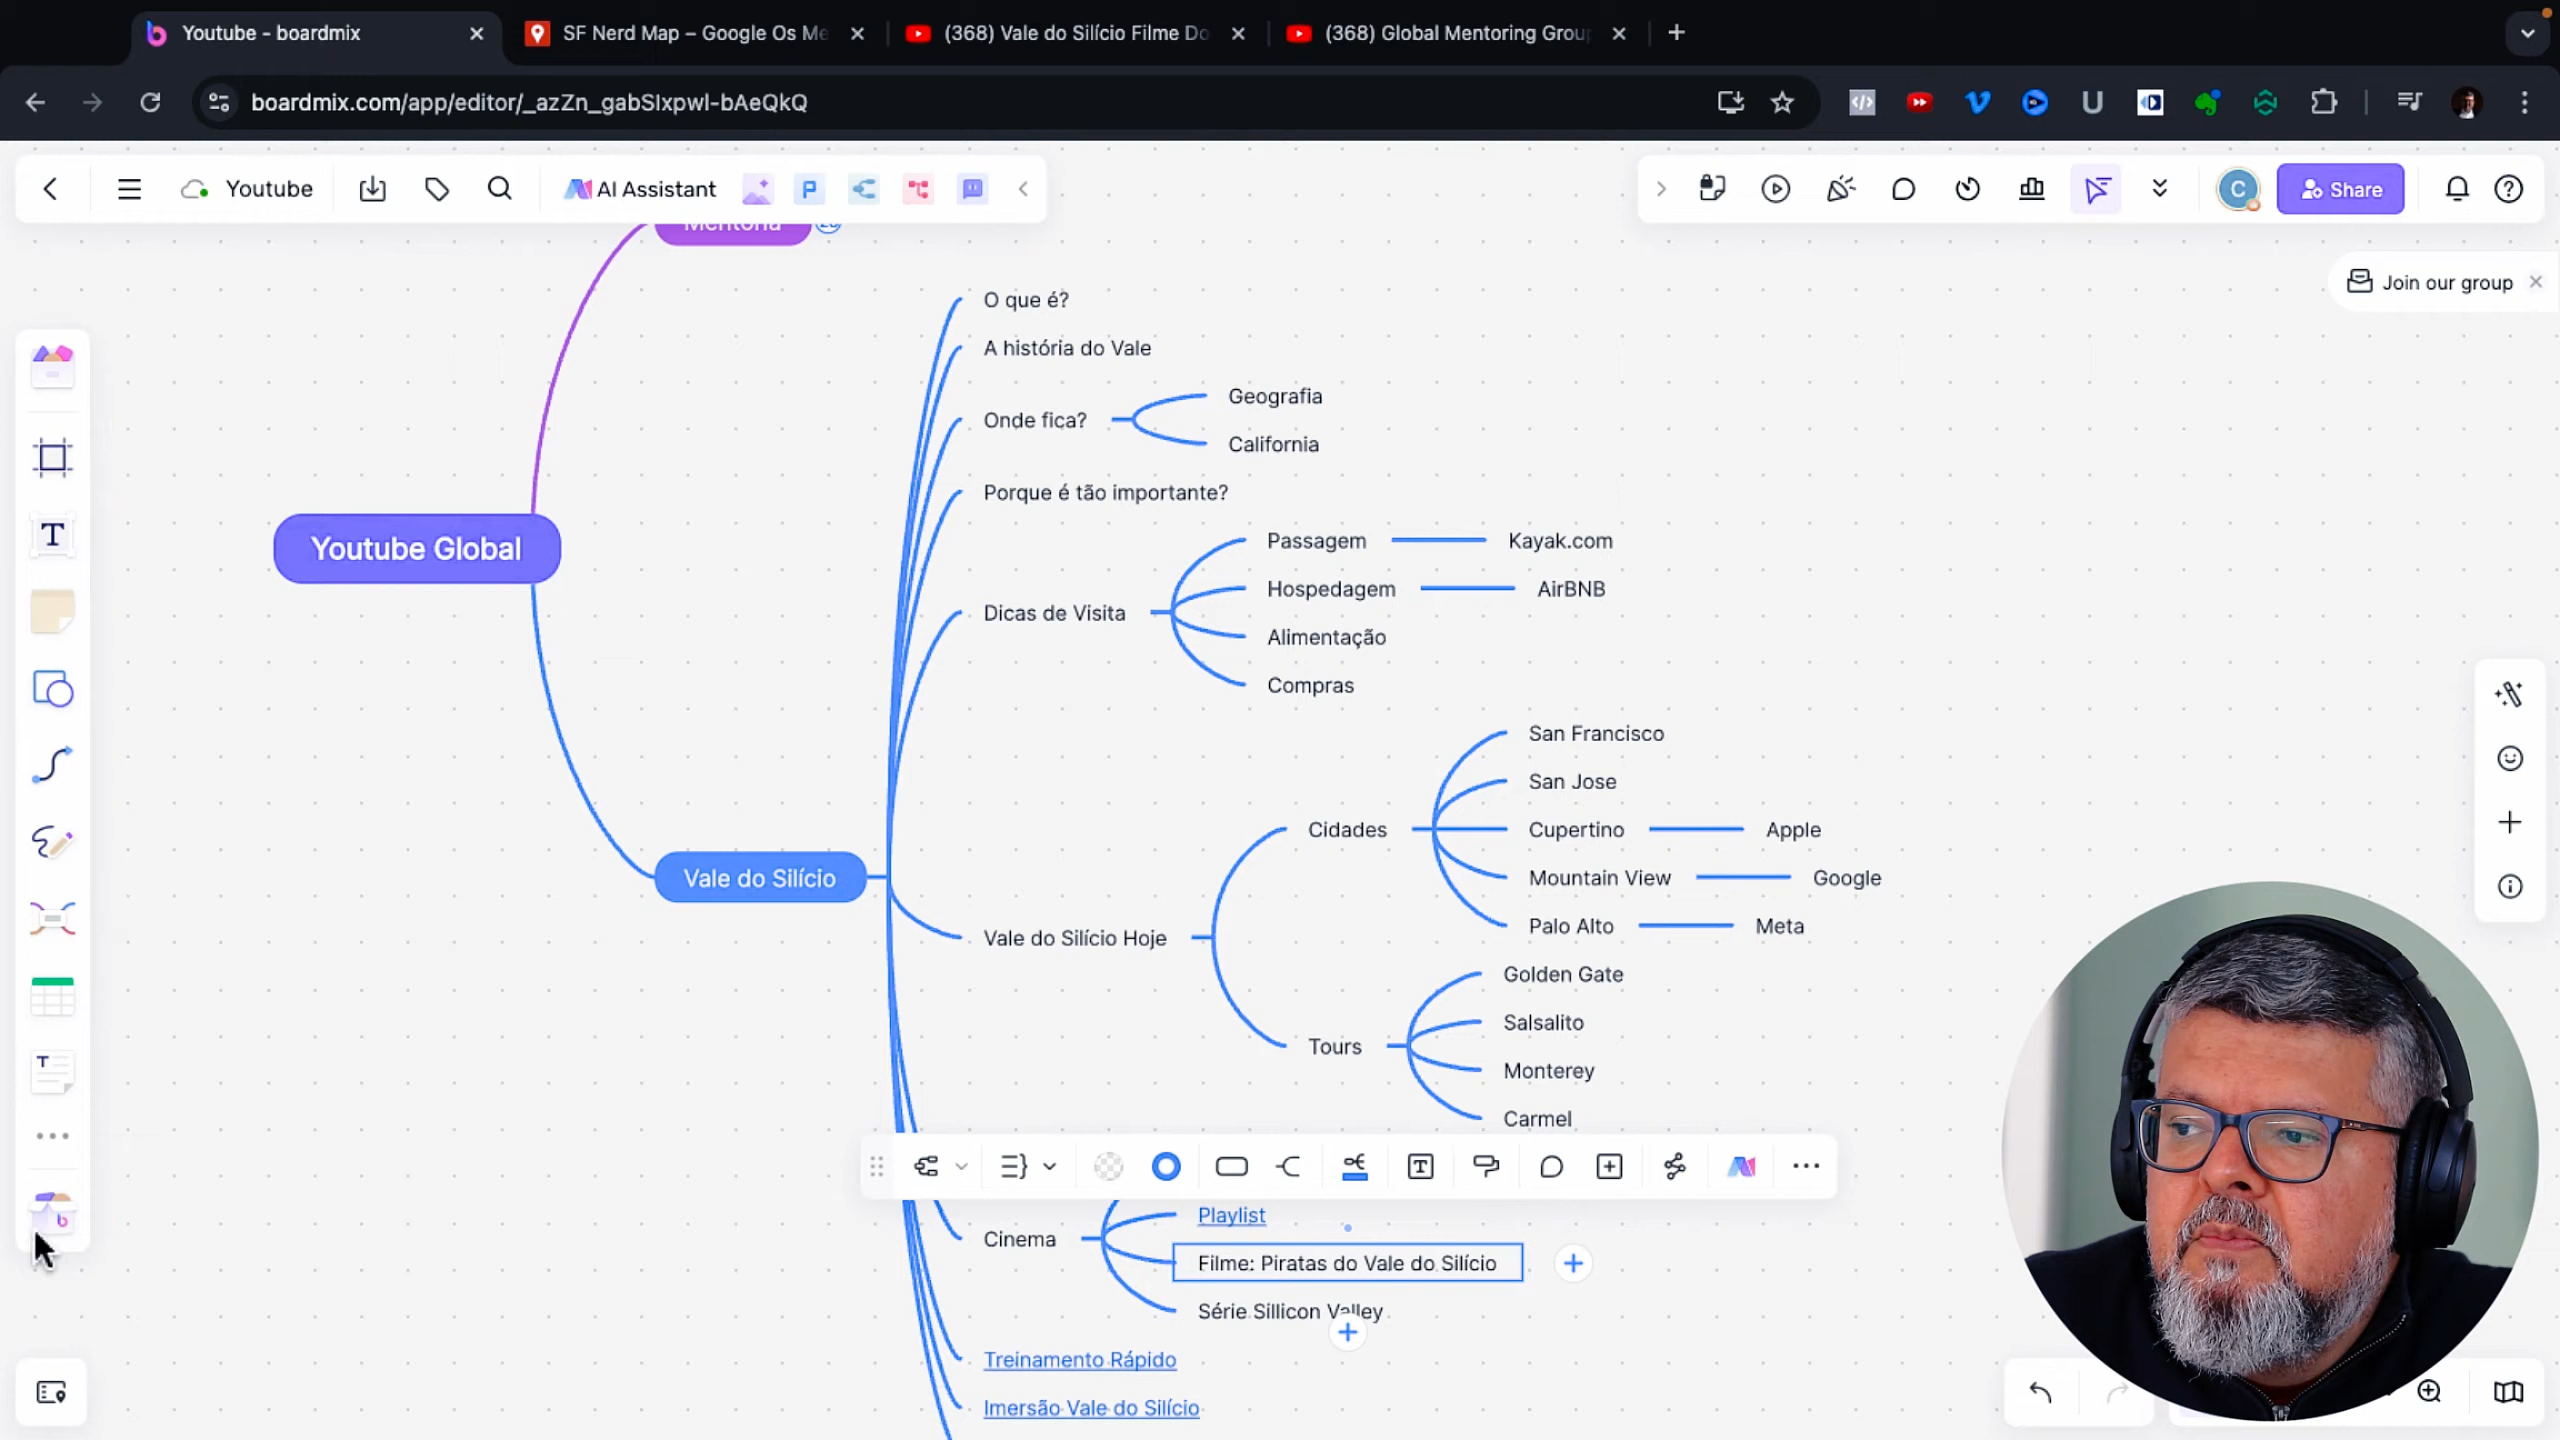 Youtube - boardmix
SF Nerd Map – Google Os Me
(368) Vale do Silício Filme Do
(368) Global Mentoring Grou
boardmix.com/app/editor/_azZn_gabSIxpwl-bAeQkQ
Youtube
AI Assistant
P
C
Share
Join our group
Mentoria
O que é?
A história do Vale
Onde fica?
Geografia
California
Porque é tão importante?
Youtube Global
Dicas de Visita
Passagem
Kayak.com
Hospedagem
AirBNB
Alimentação
Compras
Vale do Silício
Vale do Silício Hoje
Cidades
San Francisco
San Jose
Cupertino
Apple
Mountain View
Google
Palo Alto
Meta
Tours
Golden Gate
Salsalito
Monterey
Carmel
Cinema
Playlist
Filme: Piratas do Vale do Silício
Série Sillicon Valley
Treinamento Rápido
Imersão Vale do Silício